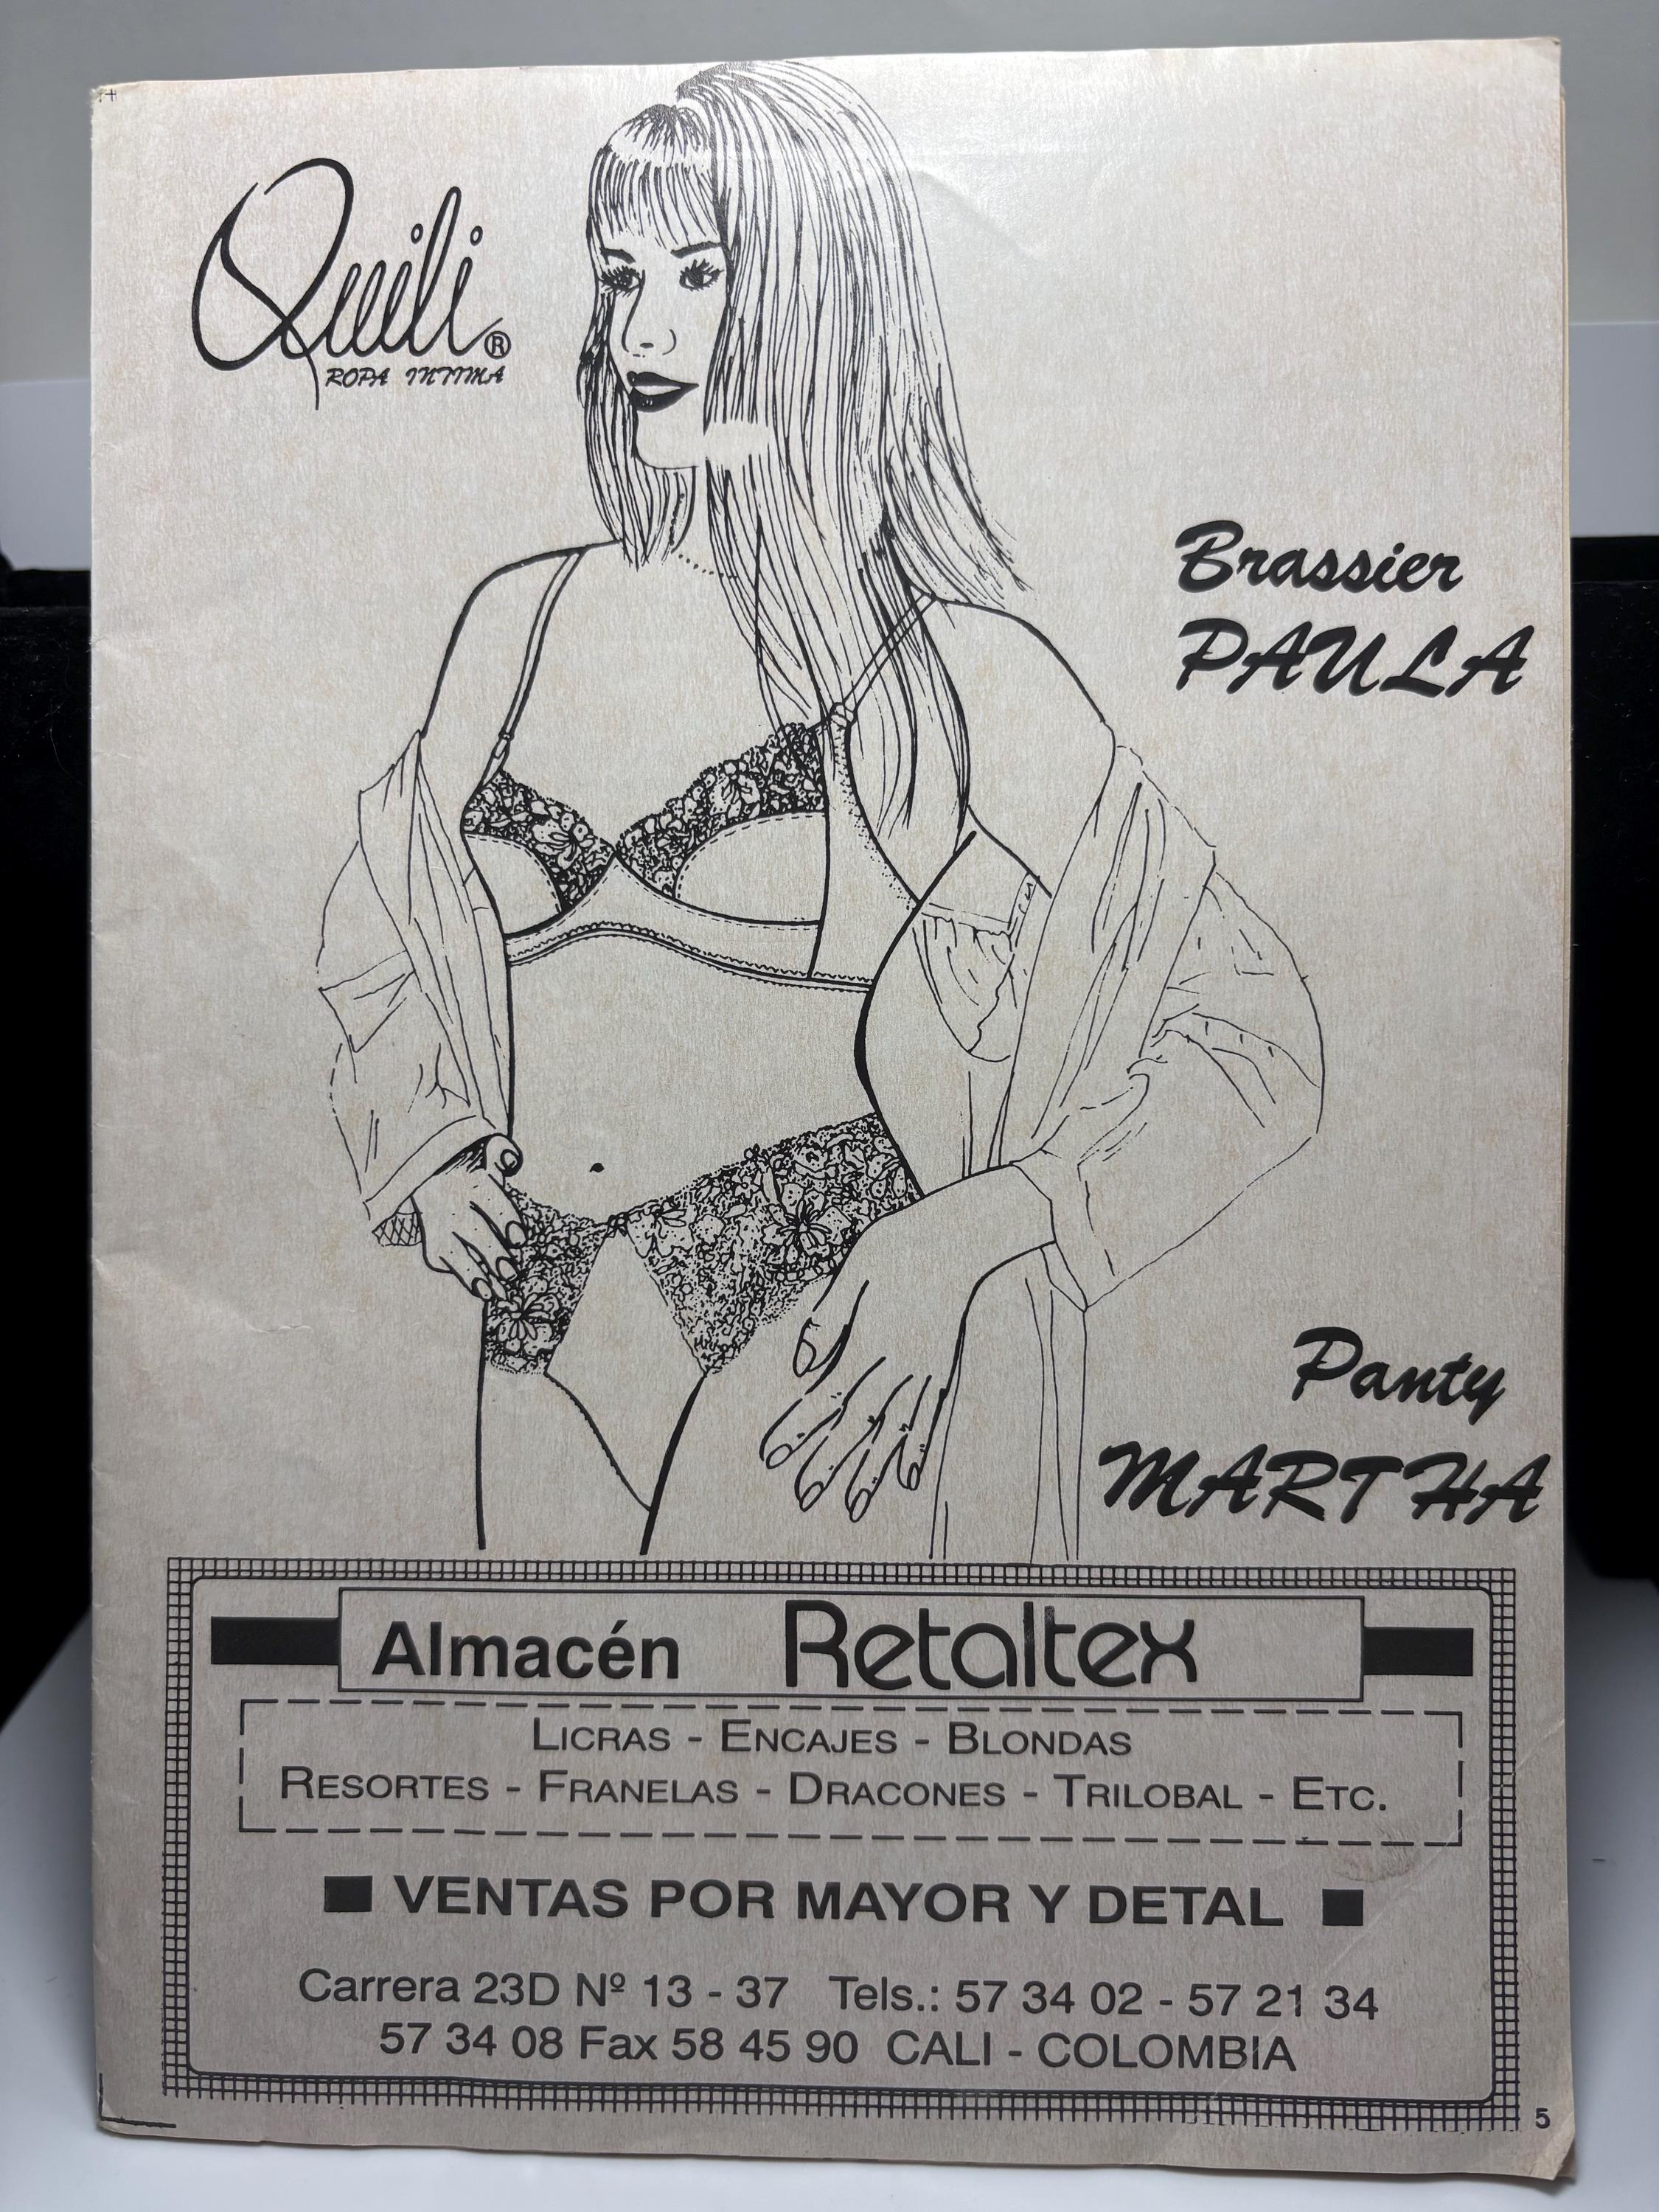 Quili®
ROPA INTIMA
Brassier
PAULA
Panty
MARTHA
Almacén Retaltex
LICRAS - ENCAJES - BLONDAS
RESORTES - FRANELAS - DRACONES - TRILOBAL - ETC.
VENTAS POR MAYOR Y DETAL
Carrera 23D Nº 13 - 37 Tels.: 57 34 02 - 57 21 34
57 34 08 Fax 58 45 90 CALI - COLOMBIA
5